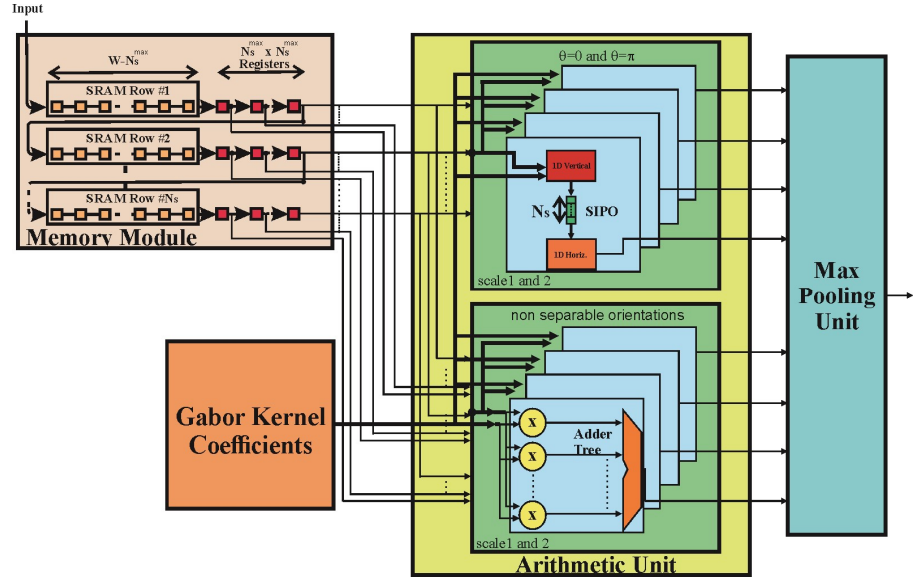 Input
W-Ns max
Ns max x Ns max
Registers
SRAM Row #1
SRAM Row #2
SRAM Row #Ns
Memory Module
Gabor Kernel
Coefficients
θ=0 and θ=π
1D Vertical
Ns
SIPO
1D Horiz.
scale1 and 2
non separable orientations
x
Adder
Tree
x
x
scale1 and 2
Arithmetic Unit
Max
Pooling
Unit